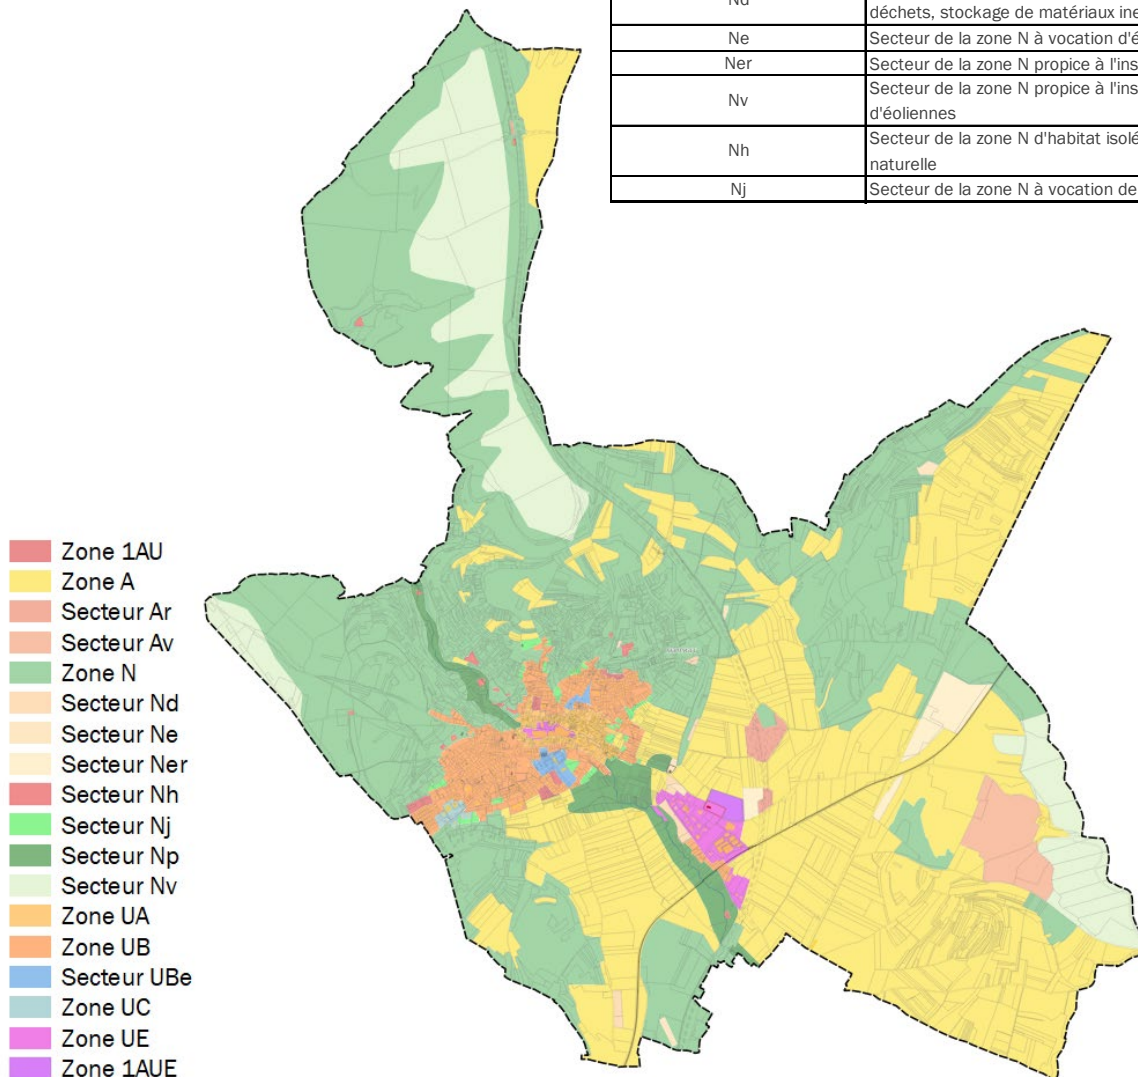 Nd
déchets, stockage de matériaux ine
Ne
Secteur de la zone N à vocation d'é
Ner
Secteur de la zone N propice à l'ins
Nv
Secteur de la zone N propice à l'ins
d'éoliennes
Nh
Secteur de la zone N d'habitat isolé
naturelle
Nj
Secteur de la zone N à vocation de
Zone 1AU
Zone A
Secteur Ar
Secteur Av
Zone N
Secteur Nd
Secteur Ne
Secteur Ner
Secteur Nh
Secteur Nj
Secteur Np
Secteur Nv
Zone UA
Zone UB
Secteur UBe
Zone UC
Zone UE
Zone 1AUE